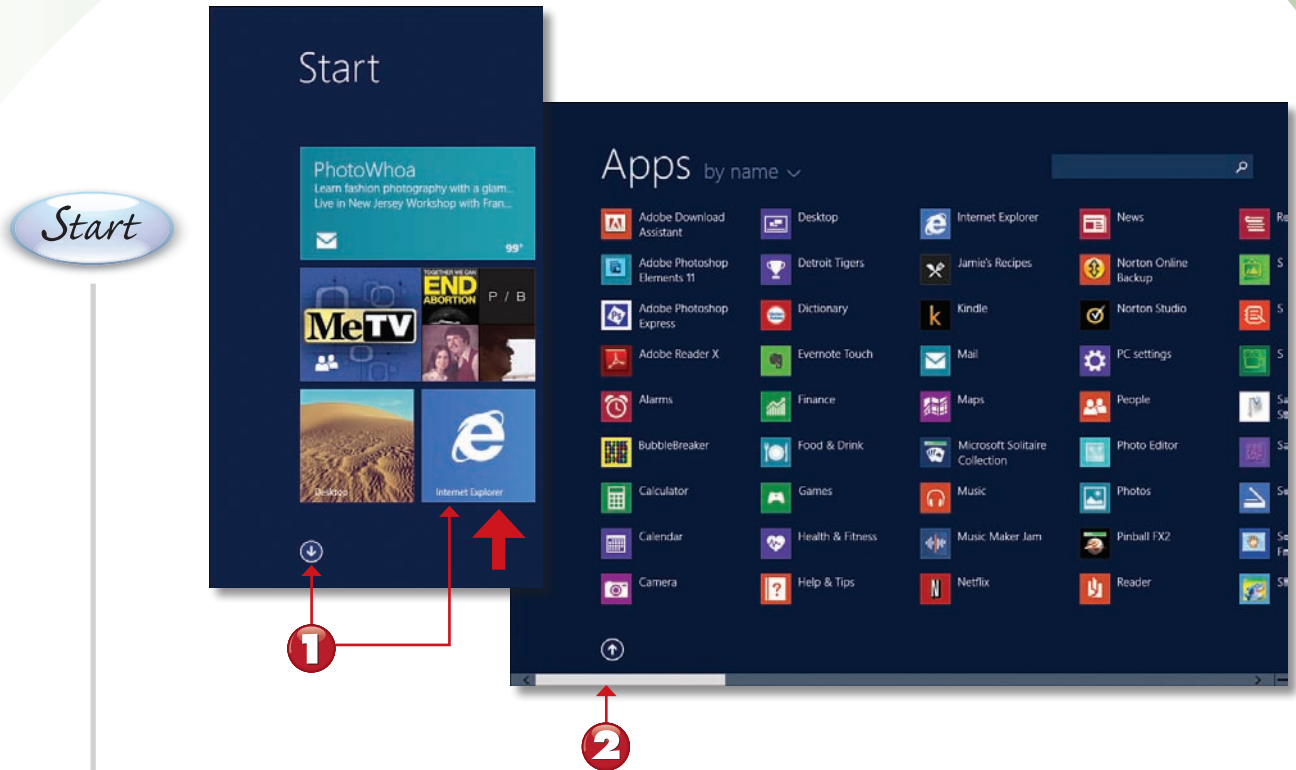 Start
Start
PhotoWhoa
Learn fashion photography with a glam...
Live in New Jersey Workshop with Fran...
99+
MeTV
TOGETHER WE CAN
END
ABORTION
P / B
Desktop
Internet Explorer
1
Apps by name
Adobe Download
Assistant
Adobe Photoshop
Elements 11
Adobe Photoshop
Express
Adobe Reader X
Alarms
BubbleBreaker
Calculator
Calendar
Camera
Desktop
Detroit Tigers
Dictionary
Evernote Touch
Finance
Food & Drink
Games
Health & Fitness
Help & Tips
Internet Explorer
Jamie's Recipes
Kindle
Mail
Maps
Microsoft Solitaire
Collection
Music
Music Maker Jam
Netflix
News
Norton Online
Backup
Norton Studio
PC settings
People
Photo Editor
Photos
Pinball FX2
Reader
2